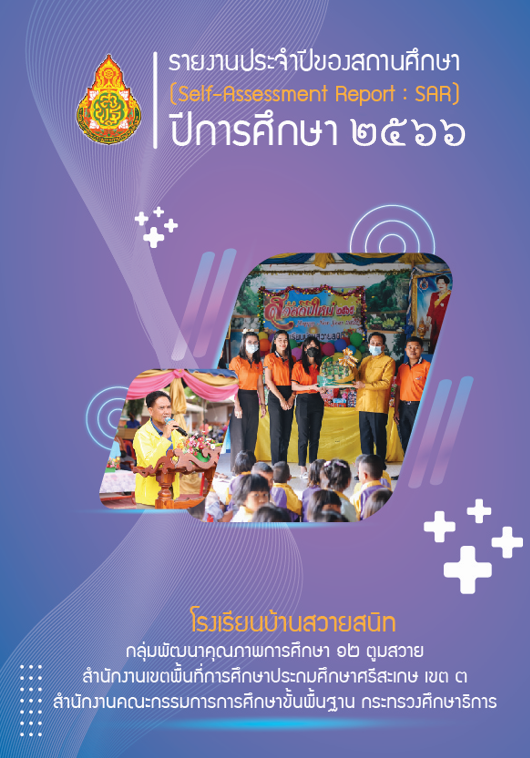 รายงานประจำปีของสถานศึกษา
(Self-Assessment Report : SAR)
ปีการศึกษา ๒๕๖๖
สวัสดีปีใหม่
โรงเรียนบ้านสวายสนิท
กลุ่มพัฒนาคุณภาพการศึกษา ๑๒ ตูมสวาย
สำนักงานเขตพื้นที่การศึกษาประถมศึกษาศรีสะเกษ เขต ๓
สำนักงานคณะกรรมการการศึกษาขั้นพื้นฐาน กระทรวงศึกษาธิการ